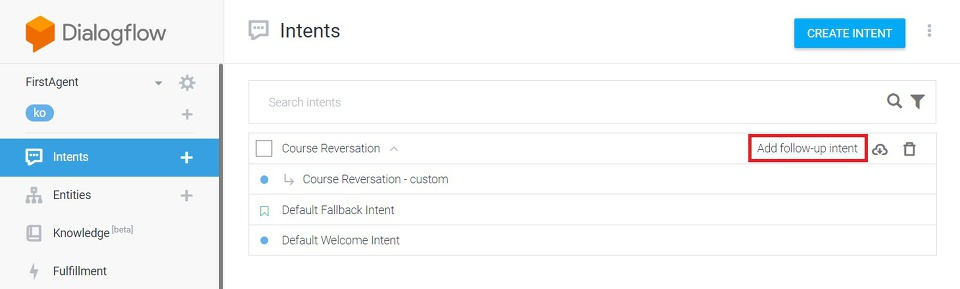 Dialogflow
Intents
CREATE INTENT
FirstAgent
ko
Search intents
Intents
Course Reversation
Add follow-up intent
Course Reversation - custom
Entities
Default Fallback Intent
Knowledge [beta]
Default Welcome Intent
Fulfillment